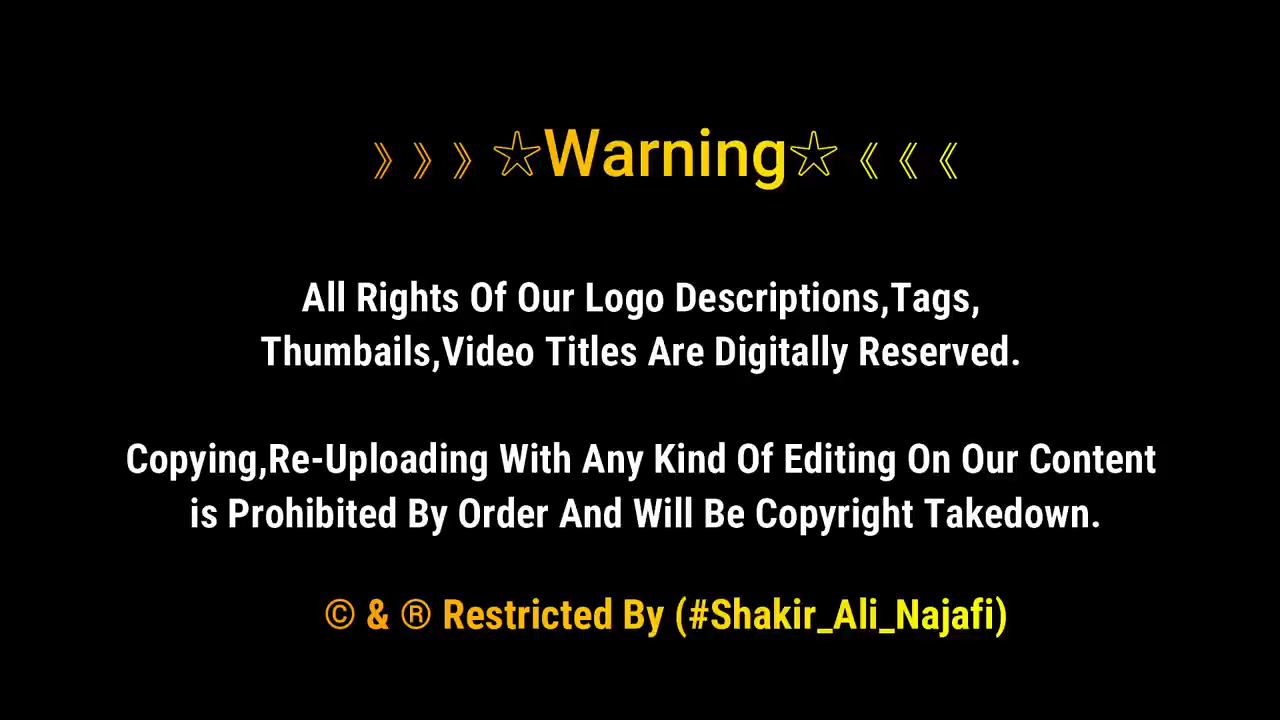 》》》☆Warning☆《《《
All Rights Of Our Logo Descriptions,Tags,
Thumbails,Video Titles Are Digitally Reserved.
Copying,Re-Uploading With Any Kind Of Editing On Our Content
is Prohibited By Order And Will Be Copyright Takedown.
© & ® Restricted By (#Shakir_Ali_Najafi)